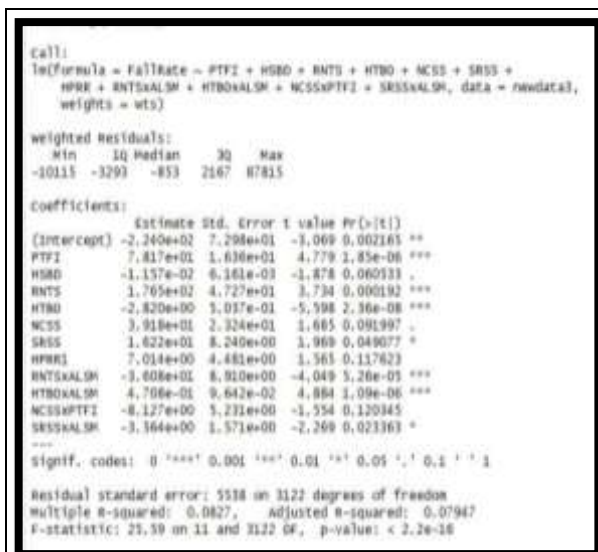 Call:
lm(formula = FallRate ~ PTFI + HSBD + RNTS + HTBO + NCSS + SRSS +
HPRR + RNTSxALSM + HTBOxALSM + NCSSxPTFI + SRSSxALSM, data = newdata3,
weights = wts)
Weighted Residuals:
Min 1Q Median 3Q Max
-10115 -3293 -853 2167 87815
Coefficients:
Estimate Std. Error t value Pr(>|t|)
(Intercept) -2.240e+02 7.298e+01 -3.069 0.002165 **
PTFI 7.817e+01 1.636e+01 4.779 1.85e-06 ***
HSBD -1.157e-02 6.161e-03 -1.878 0.060533 .
RNTS 1.765e+02 4.727e+01 3.734 0.000192 ***
HTBO -2.820e+00 5.037e-01 -5.598 2.36e-08 ***
NCSS 3.918e+01 2.324e+01 1.685 0.091997 .
SRSS 1.622e+01 8.240e+00 1.969 0.049077 *
HPRR1 7.014e+00 4.481e+00 1.565 0.117623
RNTSxALSM -3.608e+01 8.910e+00 -4.049 5.26e-05 ***
HTBOxALSM 4.708e-01 9.642e-02 4.884 1.09e-06 ***
NCSSxPTFI -8.127e+00 5.231e+00 -1.554 0.120345
SRSSxALSM -3.564e+00 1.571e+00 -2.269 0.023363 *
---
Signif. codes: 0 '***' 0.001 '**' 0.01 '*' 0.05 '.' 0.1 ' ' 1
Residual standard error: 5538 on 3122 degrees of freedom
Multiple R-squared: 0.0827, Adjusted R-squared: 0.07947
F-statistic: 25.59 on 11 and 3122 DF, p-value: < 2.2e-16